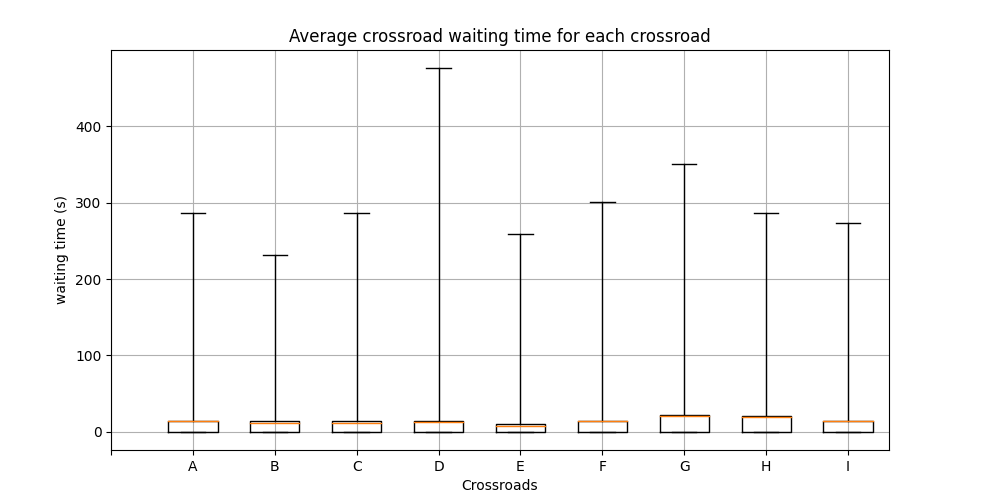 Average crossroad waiting time for each crossroad
waiting time (s)
400
300
200
100
0
A B C D E F G H I
Crossroads